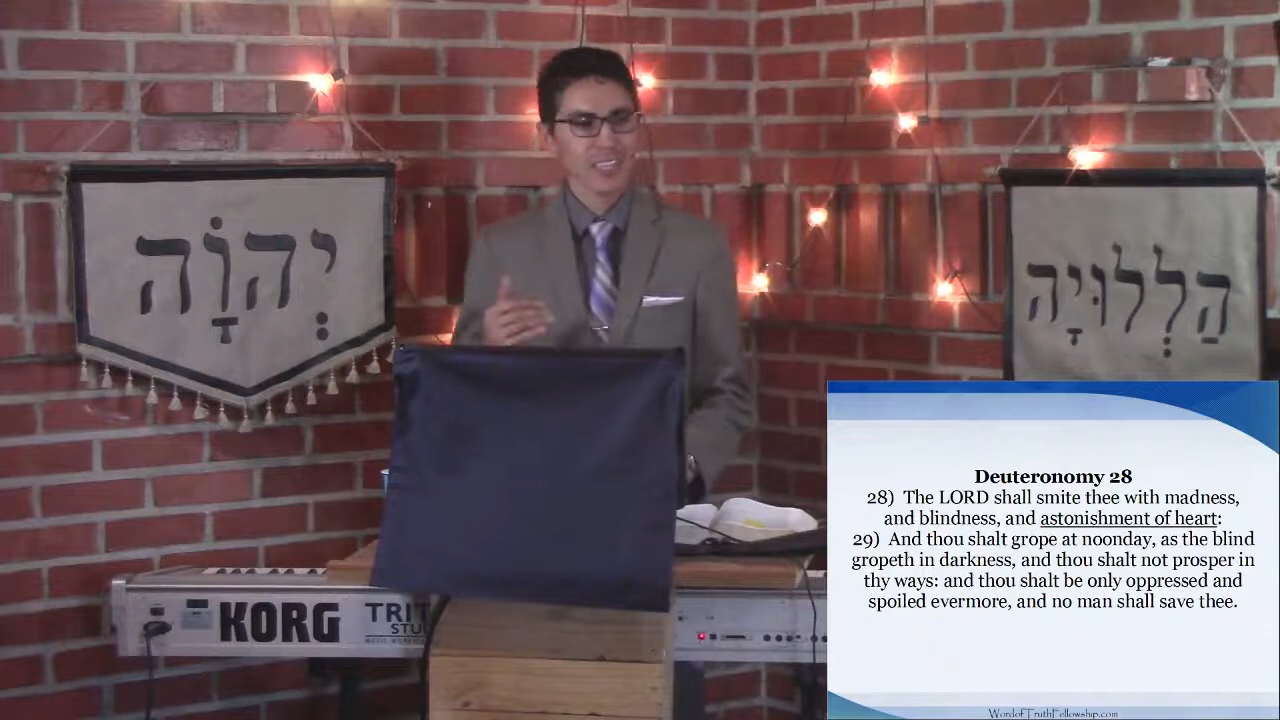 יְהוָֹה
הַלְלוּיָה
Deuteronomy 28
28) The LORD shall smite thee with madness,
and blindness, and astonishment of heart:
29) And thou shalt grope at noonday, as the blind
gropeth in darkness, and thou shalt not prosper in
thy ways: and thou shalt be only oppressed and
spoiled evermore, and no man shall save thee.
KORG
TRIT
STU
WordofTruthFellowship.com